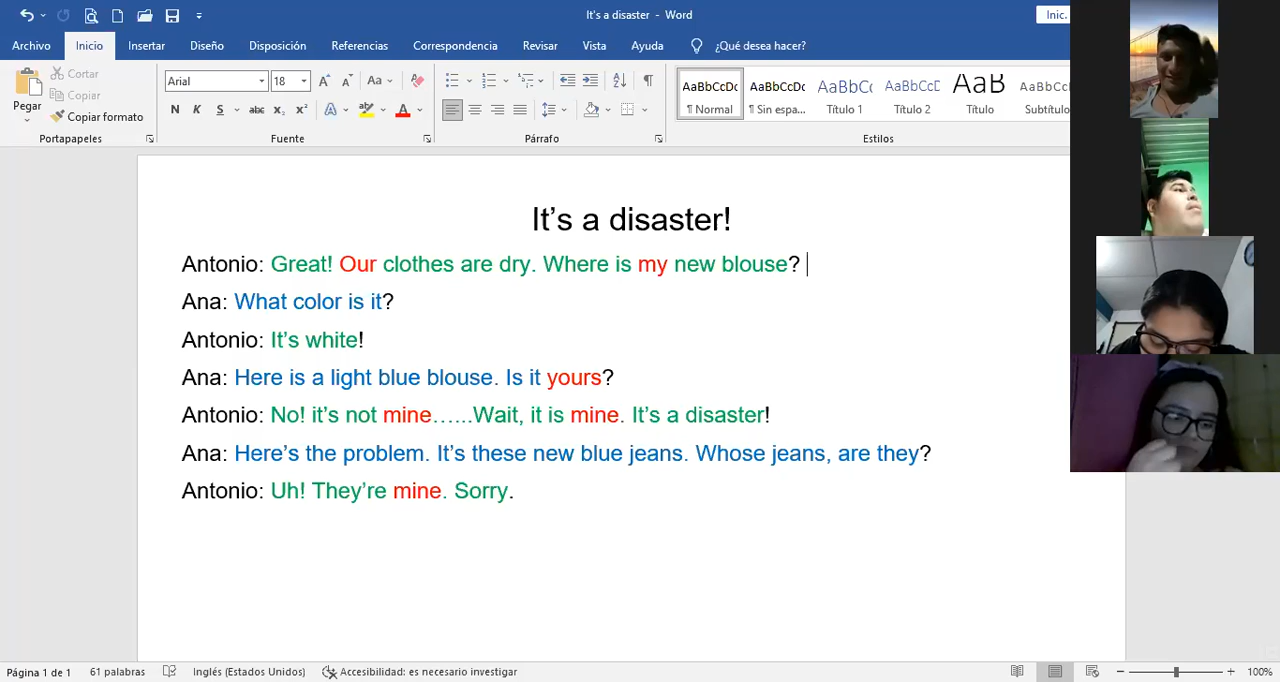 It's a disaster - Word
Inic.
Archivo Inicio Insertar Diseño Disposición Referencias Correspondencia Revisar Vista Ayuda ¿Qué desea hacer?
Pegar
Cortar
Copiar
Copiar formato
Portapapeles
Arial 18
Aa
N K S abc x₂ x² A A
Fuente
Párrafo
AaBbCcDc AaBbCcDc AaBbCc AaBbCcD AaB AaBbCcD
¶ Normal ¶ Sin espa... Título 1 Título 2 Título Subtítulo
Estilos
It’s a disaster!
Antonio: Great! Our clothes are dry. Where is my new blouse?
Ana: What color is it?
Antonio: It’s white!
Ana: Here is a light blue blouse. Is it yours?
Antonio: No! it’s not mine…...Wait, it is mine. It’s a disaster!
Ana: Here’s the problem. It’s these new blue jeans. Whose jeans, are they?
Antonio: Uh! They’re mine. Sorry.
Página 1 de 1 61 palabras Inglés (Estados Unidos) Accesibilidad: es necesario investigar 100%